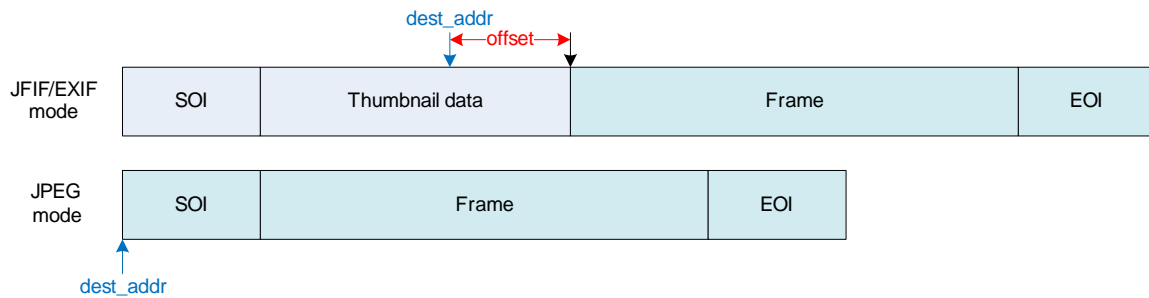 dest_addr
offset
JFIF/EXIF
mode
SOI
Thumbnail data
Frame
EOI
JPEG
mode
SOI
Frame
EOI
dest_addr